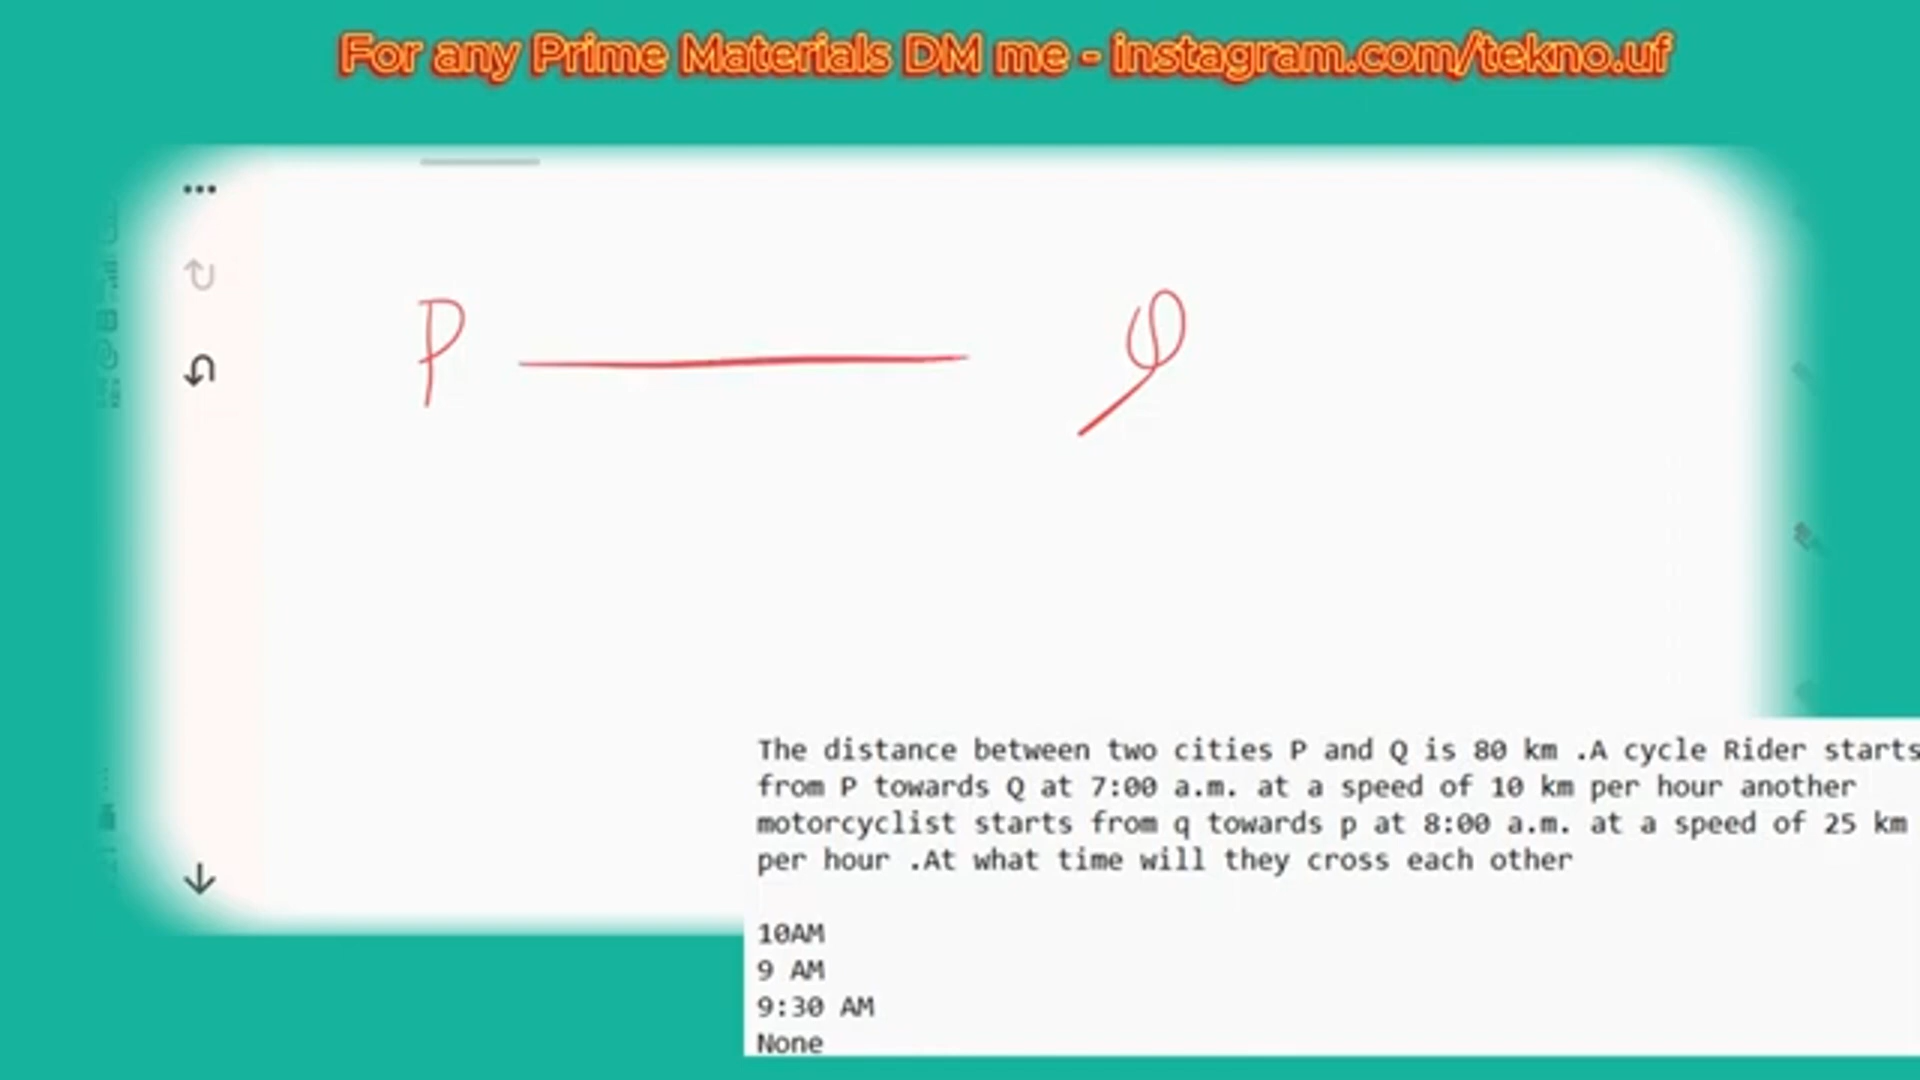 For any Prime Materials DM me - instagram.com/tekno.uf
P
Q
The distance between two cities P and Q is 80 km .A cycle Rider starts
from P towards Q at 7:00 a.m. at a speed of 10 km per hour another
motorcyclist starts from q towards p at 8:00 a.m. at a speed of 25 km
per hour .At what time will they cross each other
10AM
9 AM
9:30 AM
None